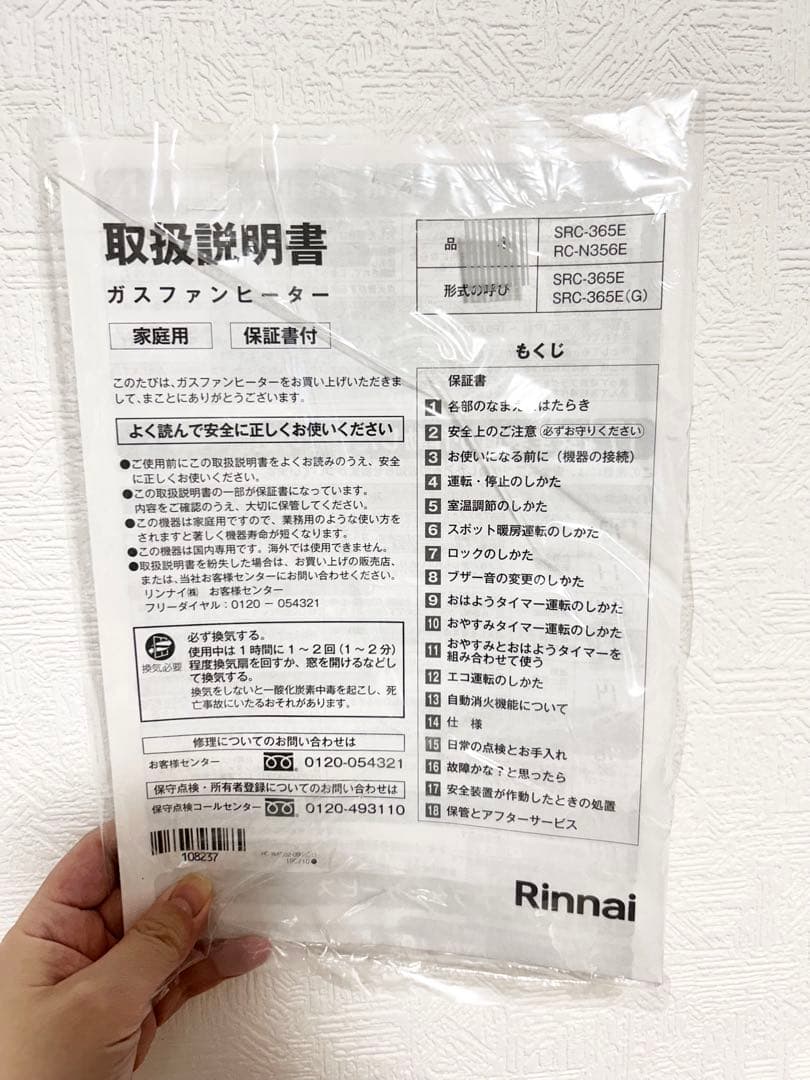 取扱説明書
ガスファンヒーター
家庭用 保証書付
品 SRC-365E
RC-N356E
形式の呼び SRC-365E
SRC-365E(G)
このたびは、ガスファンヒーターをお買い上げいただきま
して、まことにありがとうございます。
よく読んで安全に正しくお使いください
●ご使用前にこの取扱説明書をよくお読みのうえ、安全
に正しくお使いください。
●この取扱説明書の一部が保証書になっています。
内容をご確認のうえ、大切に保管してください。
●この機器は家庭用ですので、業務用のような使い方を
されますと著しく機器寿命が短くなります。
●この機器は国内専用です。海外では使用できません。
●取扱説明書を紛失した場合は、お買い上げの販売店、
または、当社お客様センターにお問い合わせください。
リンナイ㈱ お客様センター
フリーダイヤル:0120-054321
換気必要
必ず換気する。
使用中は1時間に1~2回(1~2分)
程度換気扇を回すか、窓を開けるなどし
て換気する。
換気をしないと一酸化炭素中毒を起こし、死
亡事故にいたるおそれがあります。
修理についてのお問い合わせは
お客様センター 0120-054321
保守点検・所有者登録についてのお問い合わせは
保守点検コールセンター 0120-493110
108237
もくじ
保証書
1 各部のなまえ はたらき
2 安全上のご注意 必ずお守りください
3 お使いになる前に(機器の接続)
4 運転・停止のしかた
5 室温調節のしかた
6 スポット暖房運転のしかた
7 ロックのしかた
8 ブザー音の変更のしかた
9 おはようタイマー運転のしかた
10 おやすみタイマー運転のしかた
11 おやすみとおはようタイマーを
組み合わせて使う
12 エコ運転のしかた
13 自動消火機能について
14 仕 様
15 日常の点検とお手入れ
16 故障かな?と思ったら
17 安全装置が作動したときの処置
18 保管とアフターサービス
Rinnai